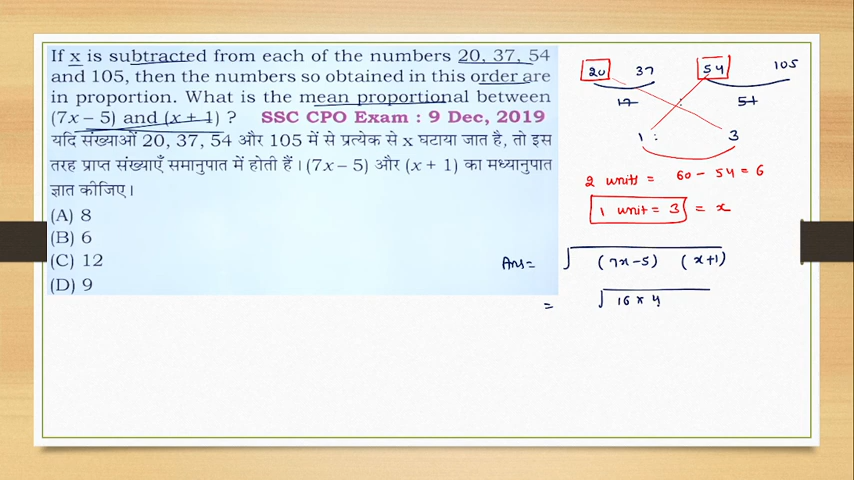 If x is subtracted from each of the numbers 20, 37, 54
and 105, then the numbers so obtained in this order are
in proportion. What is the mean proportional between
(7x – 5) and (x + 1) ? SSC CPO Exam : 9 Dec, 2019
यदि संख्याओं 20, 37, 54 और 105 में से प्रत्येक से x घटाया जात है, तो इस
तरह प्राप्त संख्याएँ समानुपात में होती हैं। (7x – 5) और (x + 1) का मध्यानुपात
ज्ञात कीजिए।
(A) 8
(B) 6
(C) 12
(D) 9
20 37 54 105
17 51
1 : 3
2 units = 60 – 54 = 6
1 unit = 3 = x
Ans = √(7x–5) (x+1)
= √16 × 4